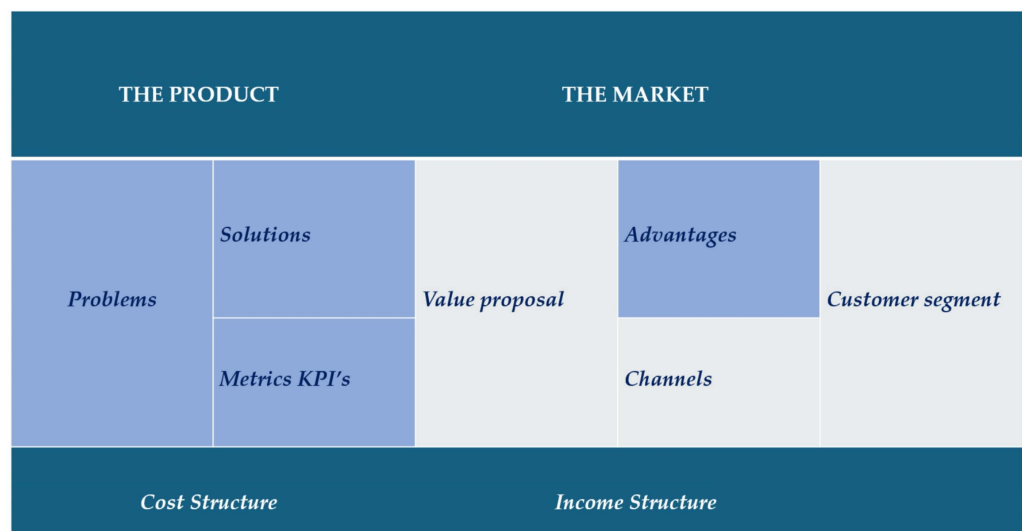 THE PRODUCT
THE MARKET
Problems
Solutions
Metrics KPI's
Value proposal
Advantages
Channels
Customer segment
Cost Structure
Income Structure